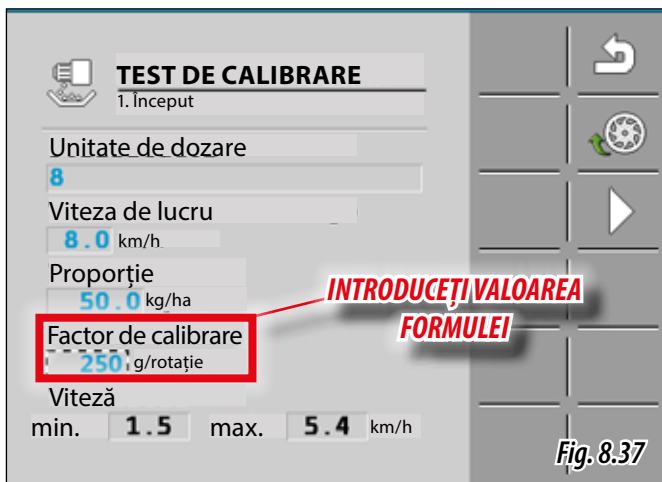 TEST DE CALIBRARE
1. Început
Unitate de dozare
8
Viteza de lucru
8.0 km/h
Proporție
50.0 kg/ha
INTRODUCEȚI VALOAREA
FORMULEI
Factor de calibrare
250 g/rotație
Viteză
min. 1.5 max. 5.4 km/h
Fig. 8.37